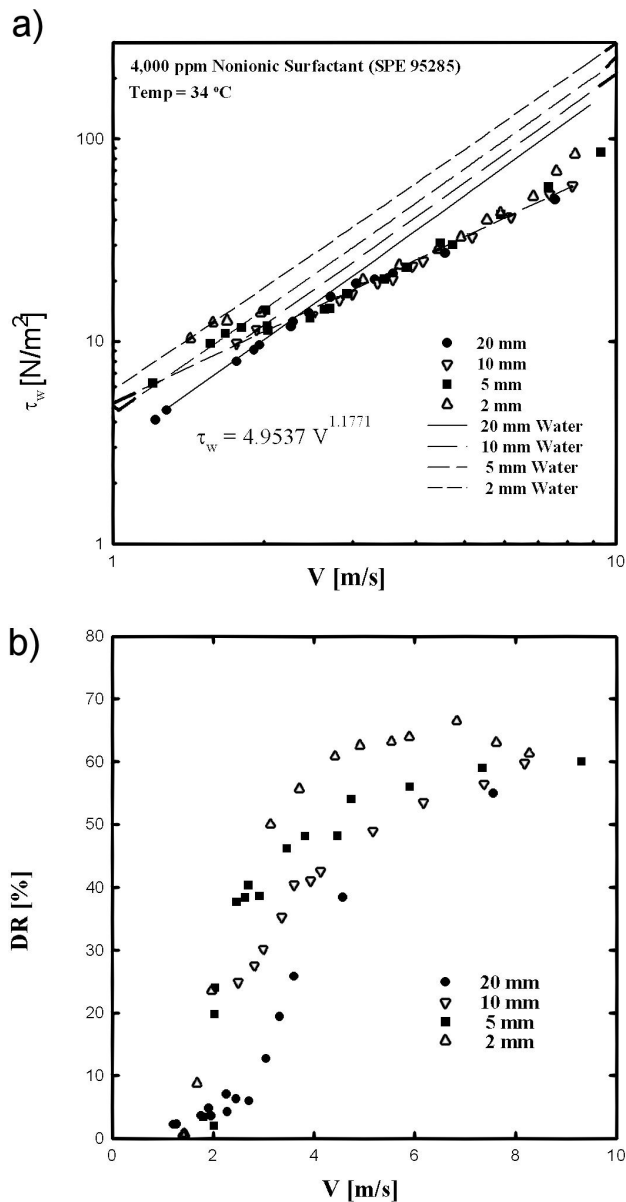 a)
4,000 ppm Nonionic Surfactant (SPE 95285)
Temp = 34 °C
100
10
1
τw [N/m²]
20 mm
10 mm
5 mm
2 mm
20 mm Water
10 mm Water
5 mm Water
2 mm Water
τw = 4.9537 V^1.1771
1
10
V [m/s]
b)
80
70
60
50
40
30
20
10
0
DR [%]
20 mm
10 mm
5 mm
2 mm
0
2
4
6
8
10
V [m/s]